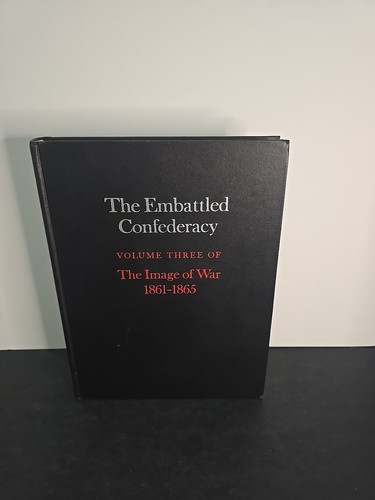 The Embattled
Confederacy
VOLUME THREE OF
The Image of War
1861-1865